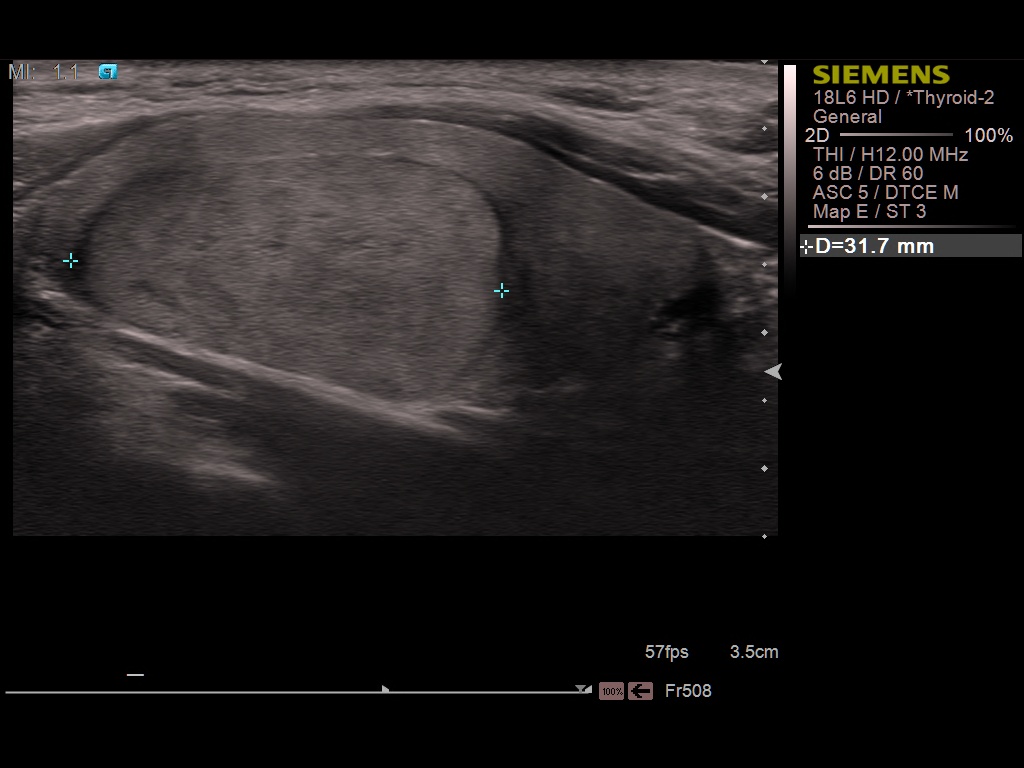 MI: 1.1
SIEMENS
18L6 HD / *Thyroid-2
General
2D 100%
THI / H12.00 MHz
6 dB / DR 60
ASC 5 / DTCE M
Map E / ST 3
D=31.7 mm
57fps 3.5cm
100% Fr508